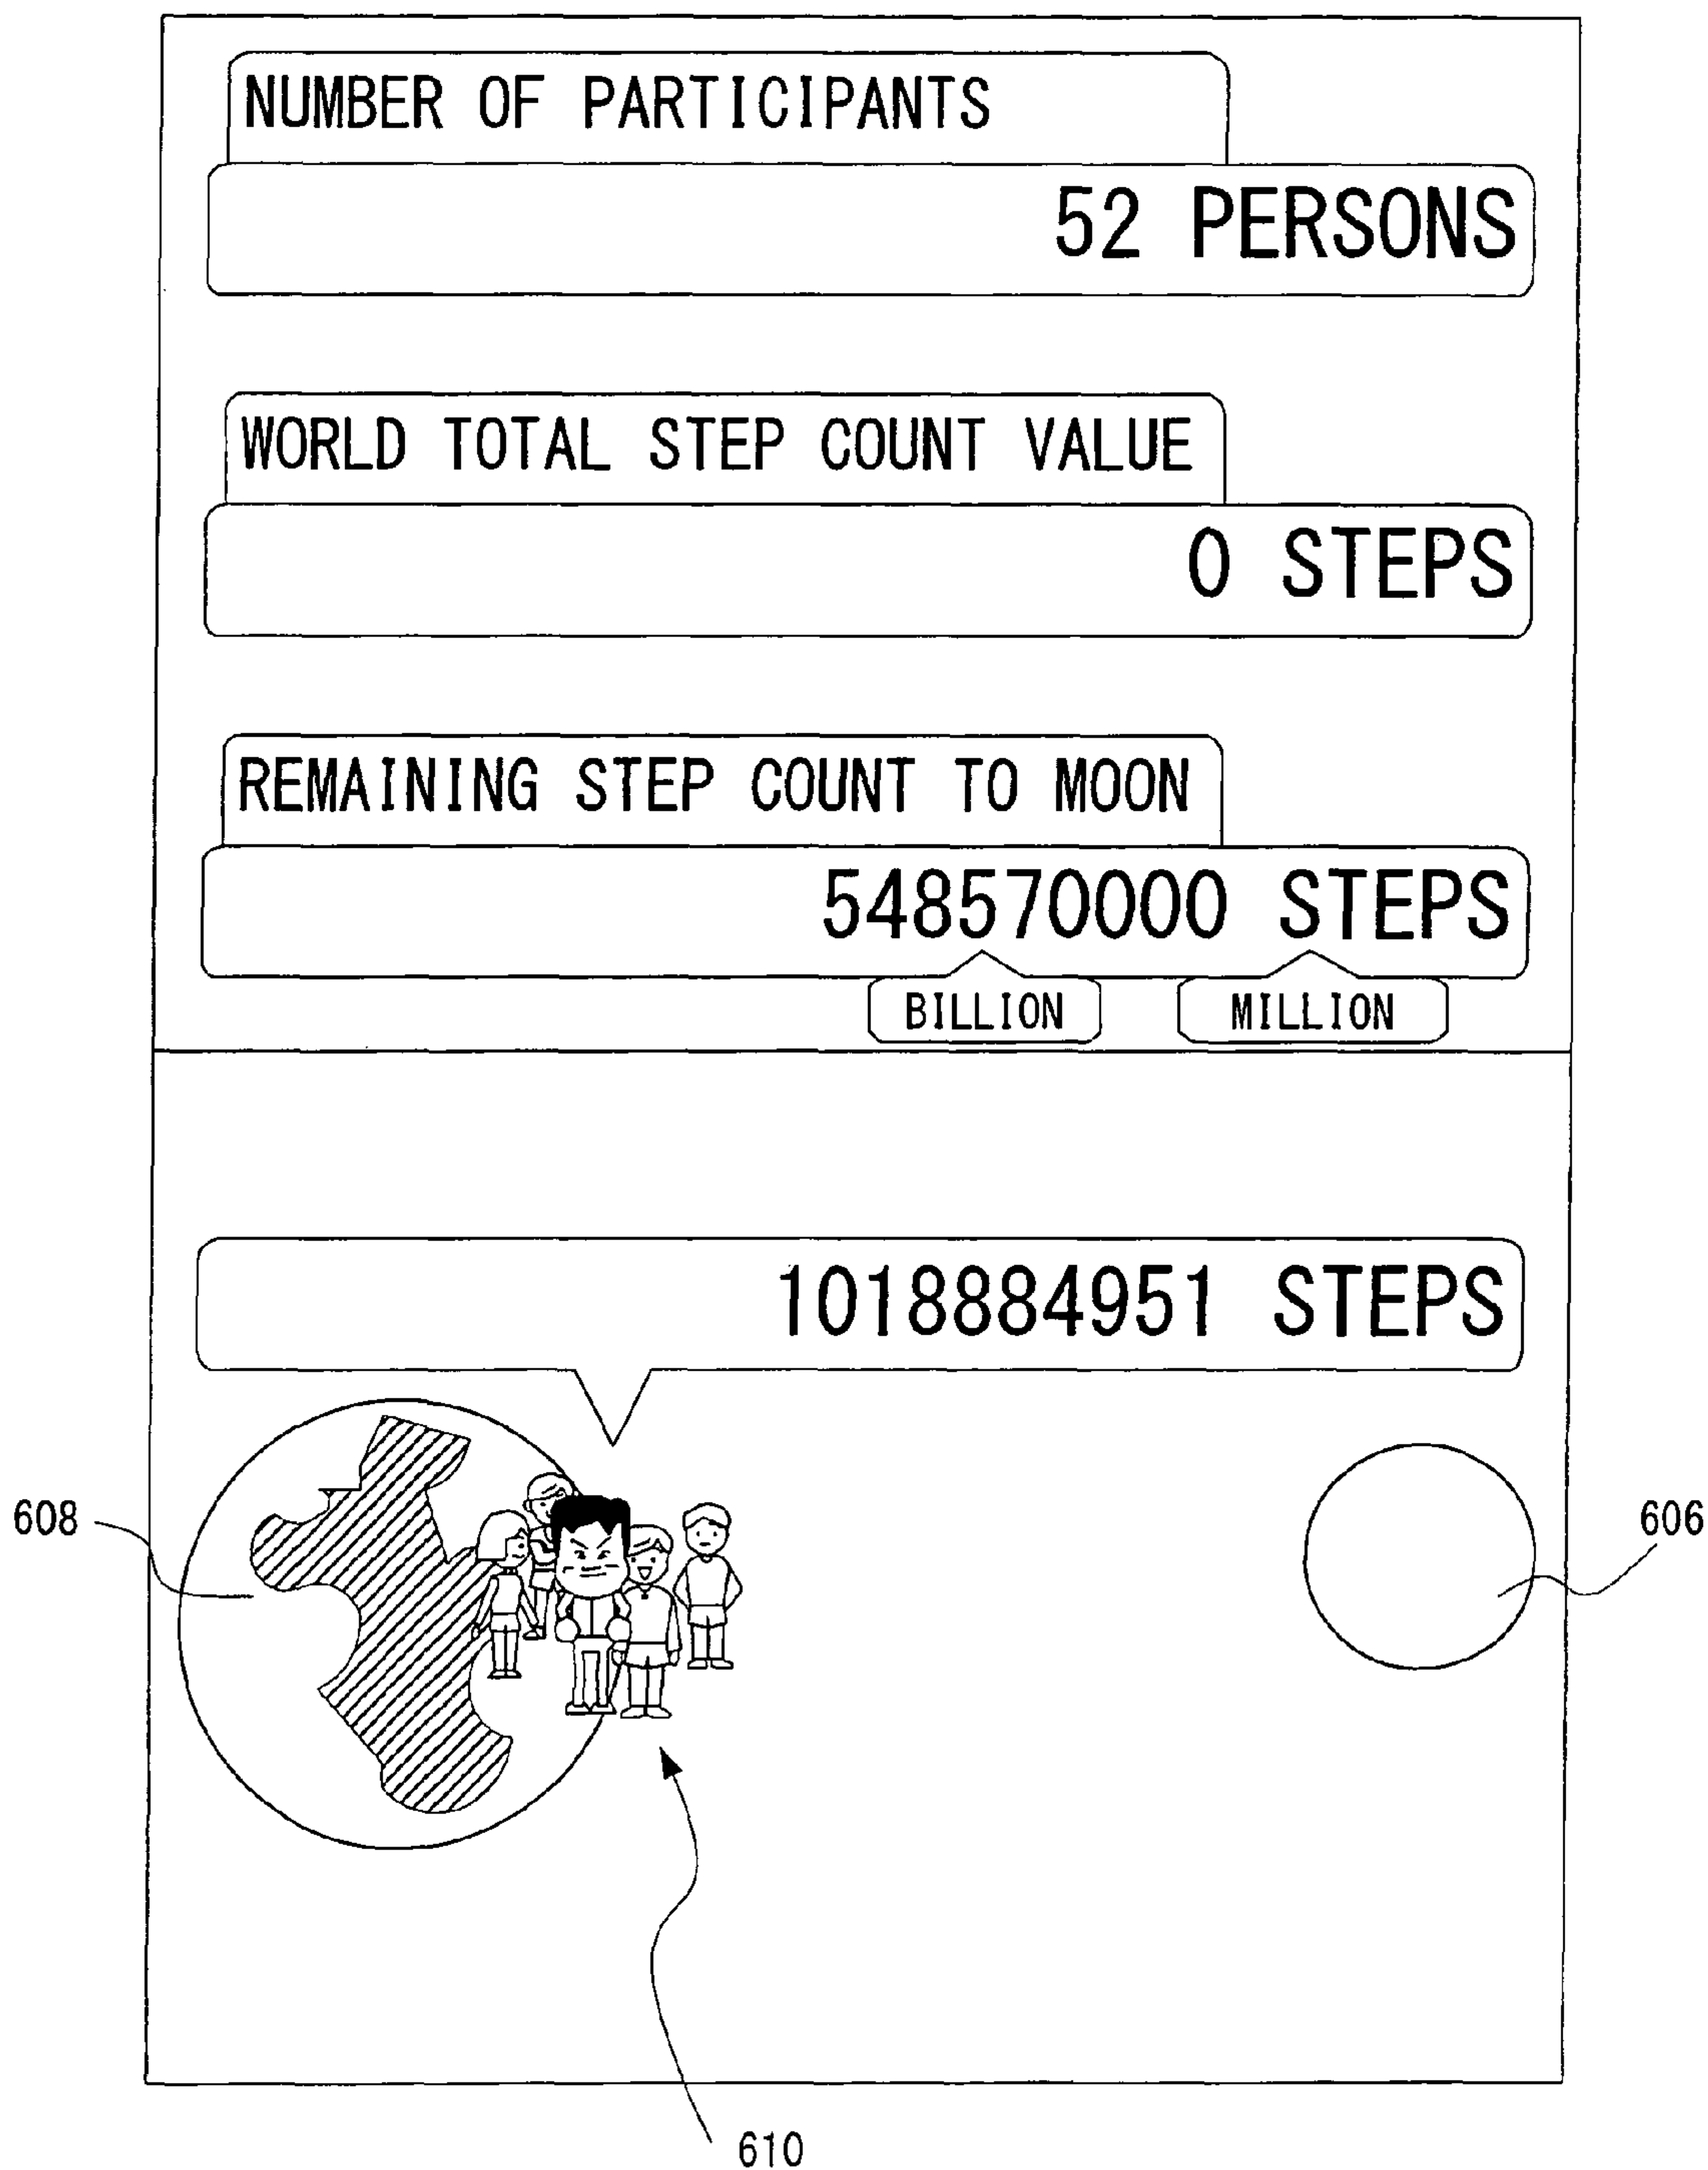 NUMBER OF PARTICIPANTS
52 PERSONS
WORLD TOTAL STEP COUNT VALUE
0 STEPS
REMAINING STEP COUNT TO MOON
548570000 STEPS
BILLION MILLION
1018884951 STEPS
608
606
610